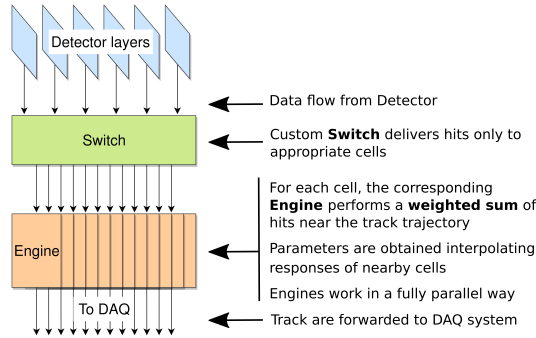 Detector layers
Data flow from Detector
Switch
Custom Switch delivers hits only to
appropriate cells
For each cell, the corresponding
Engine performs a weighted sum of
hits near the track trajectory
Engine
Parameters are obtained interpolating
responses of nearby cells
Engines work in a fully parallel way
To DAQ
Track are forwarded to DAQ system